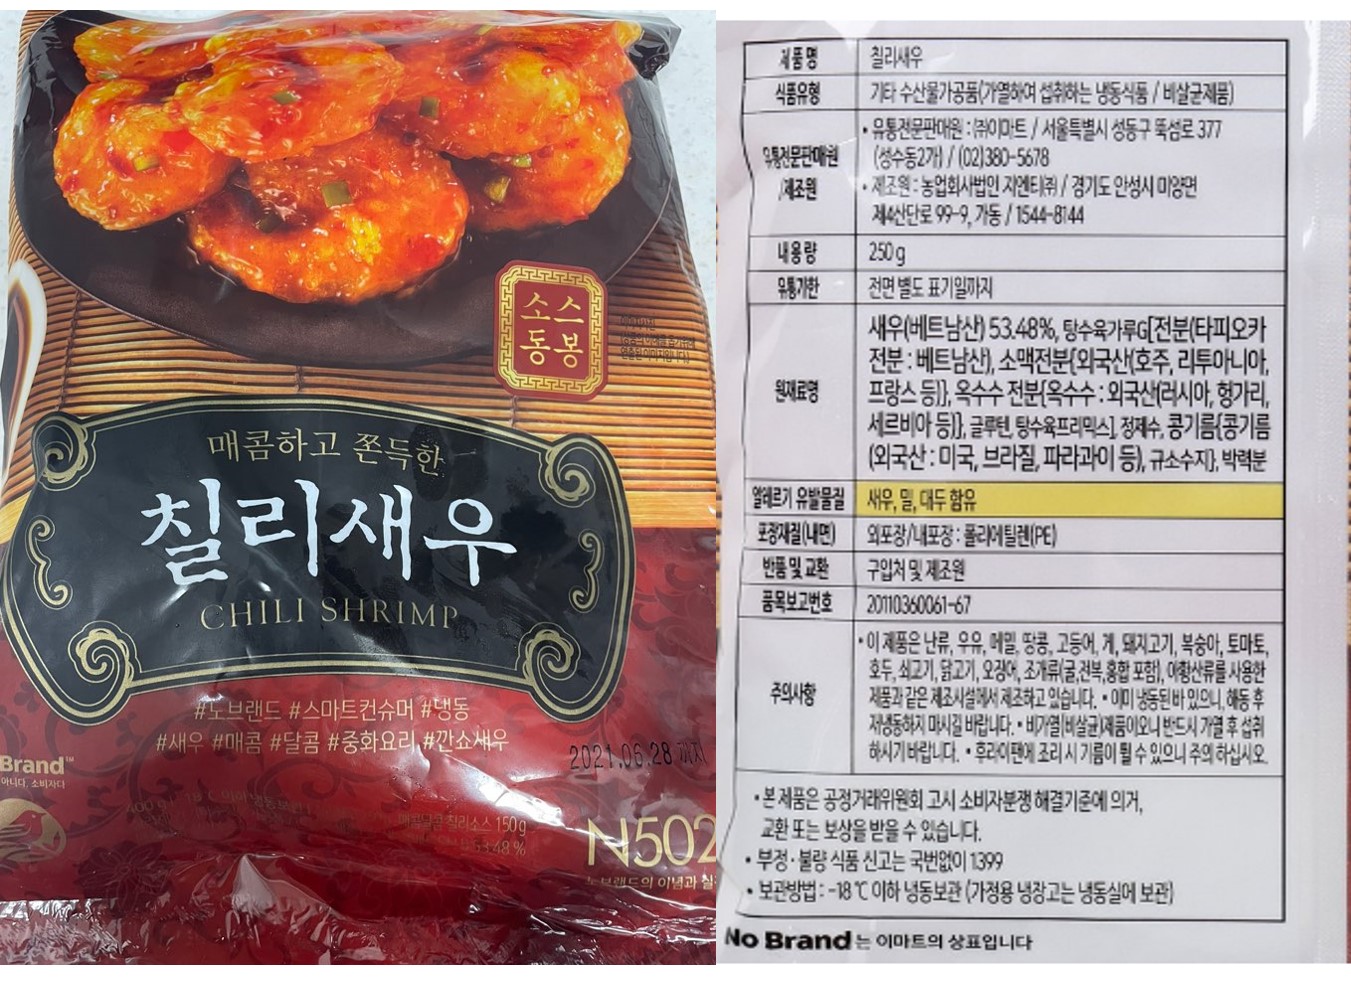 소스
동봉
매콤하고 쫀득한
칠리새우
CHILI SHRIMP
#노브랜드 #스마트컨슈머 #냉동
#새우 #매콤 #달콤 #중화요리 #깐쇼새우
2021.06.28 까지
Brand™
아니다. 소비자다
400g
매콤달콤 칠리소스 150g
53.48%
N502
노브랜드의 이념과 철
제품명 칠리새우
식품유형 기타 수산물가공품(가열하여 섭취하는 냉동식품 / 비살균제품)
유통전문판매원
/제조원
• 유통전문판매원 : ㈜이마트 / 서울특별시 성동구 뚝섬로 377
(성수동2가) / (02)380-5678
• 제조원 : 농업회사법인 지엔티㈜ / 경기도 안성시 미양면
제4산단로 99-9, 가동 / 1544-8144
내용량 250g
유통기한 전면 별도 표기일까지
원재료명
새우(베트남산) 53.48%, 탕수육가루G[전분(타피오카
전분 : 베트남산), 소맥전분{외국산(호주, 리투아니아,
프랑스 등)}, 옥수수 전분{옥수수 : 외국산(러시아, 헝가리,
세르비아 등)}, 글루텐, 탕수육프리믹스], 정제수, 콩기름{콩기름
(외국산 : 미국, 브라질, 파라과이 등), 규소수지}, 박력분
알레르기 유발물질 새우, 밀, 대두 함유
포장재질(내면) 외포장/내포장 : 폴리에틸렌(PE)
반품 및 교환 구입처 및 제조원
품목보고번호 20110360061-67
주의사항
• 이 제품은 난류, 우유, 메밀, 땅콩, 고등어, 게, 돼지고기, 복숭아, 토마토,
호두, 쇠고기, 닭고기, 오징어, 조개류(굴,전복,홍합 포함), 아황산류를 사용한
제품과 같은 제조시설에서 제조하고 있습니다. • 이미 냉동된 바 있으니, 해동 후
재냉동하지 마시길 바랍니다. • 비가열(비살균)제품이오니 반드시 가열 후 섭취
하시기 바랍니다. • 후라이팬에 조리 시 기름이 튈 수 있으니 주의 하십시오.
• 본 제품은 공정거래위원회 고시 소비자분쟁 해결기준에 의거,
교환 또는 보상을 받을 수 있습니다.
• 부정·불량 식품 신고는 국번없이 1399
• 보관방법 : -18℃ 이하 냉동보관 (가정용 냉장고는 냉동실에 보관)
No Brand 는 이마트의 상표입니다